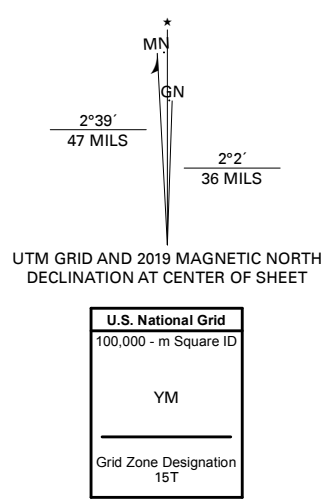 ★
MN
GN
2°39´
47 MILS
2°2´
36 MILS
UTM GRID AND 2019 MAGNETIC NORTH
DECLINATION AT CENTER OF SHEET
U.S. National Grid
100,000 - m Square ID
YM
Grid Zone Designation
15T